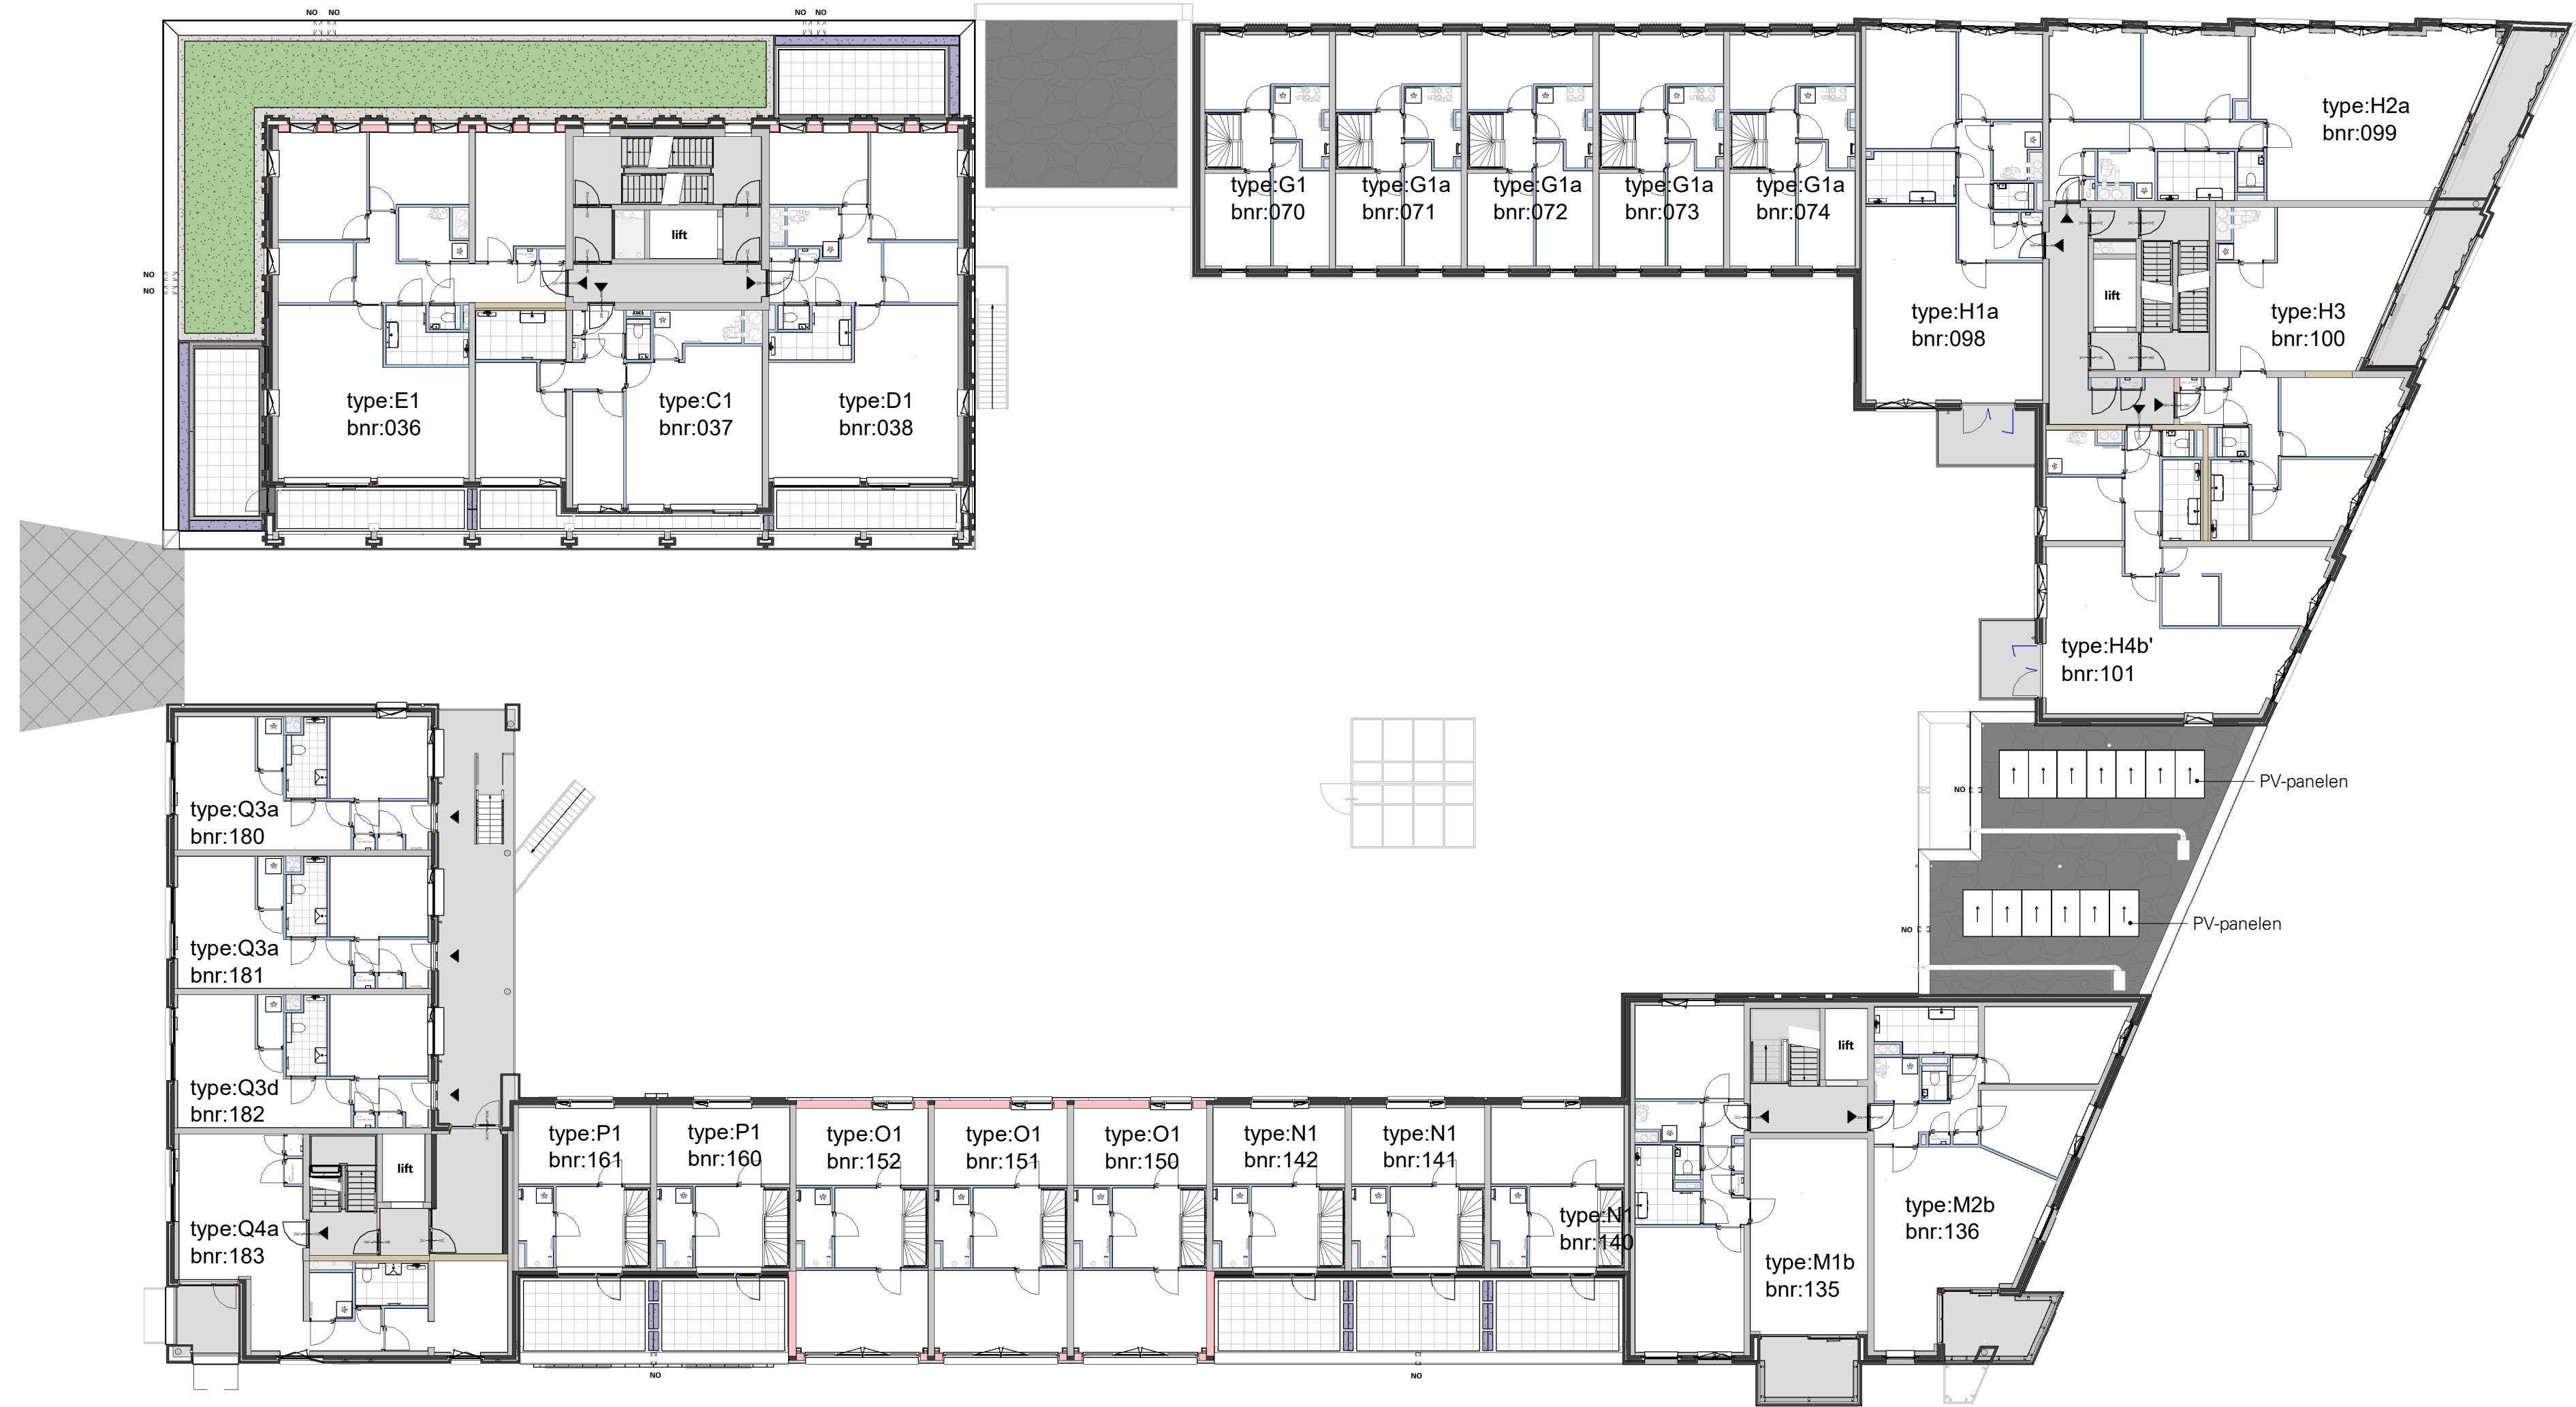 NO NO
NO NO
type:H2a
bnr:099
type:G1
bnr:070
type:G1a
bnr:071
type:G1a
bnr:072
type:G1a
bnr:073
type:G1a
bnr:074
lift
NO
NO
lift
type:H1a
bnr:098
type:H3
bnr:100
type:E1
bnr:036
type:C1
bnr:037
type:D1
bnr:038
type:H4b'
bnr:101
PV-panelen
NO
type:Q3a
bnr:180
PV-panelen
NO
type:Q3a
bnr:181
lift
type:Q3d
bnr:182
type:P1
bnr:161
type:P1
bnr:160
type:O1
bnr:152
type:O1
bnr:151
type:O1
bnr:150
type:N1
bnr:142
type:N1
bnr:141
lift
type:N1
bnr:140
type:M2b
bnr:136
type:Q4a
bnr:183
type:M1b
bnr:135
NO
NO